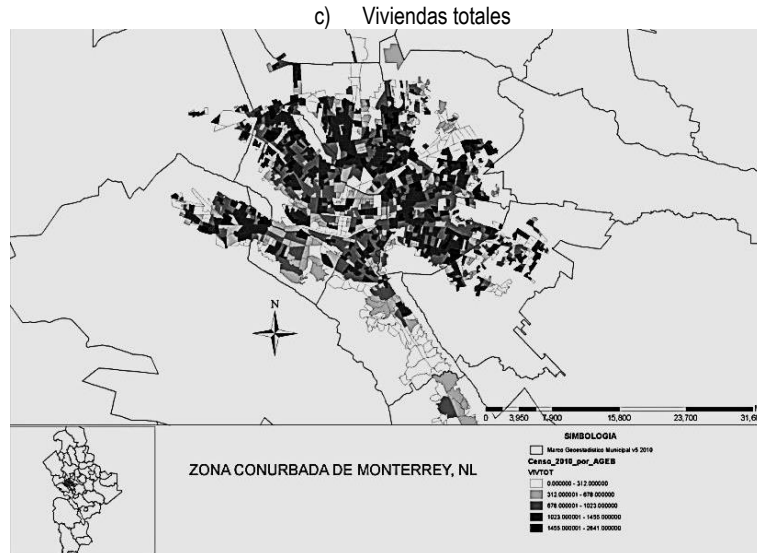 c) Viviendas totales
N
0 3,950 7,900 15,800 23,700 31,6
SIMBOLOGIA
Marco Geoestadistico Municipal v5 2010
Censo_2010_por_AGEB
VIVTOT
0.000000 - 312.000000
312.000001 - 678.000000
678.000001 - 1023.000000
1023.000001 - 1455.000000
1455.000001 - 2641.000000
ZONA CONURBADA DE MONTERREY, NL